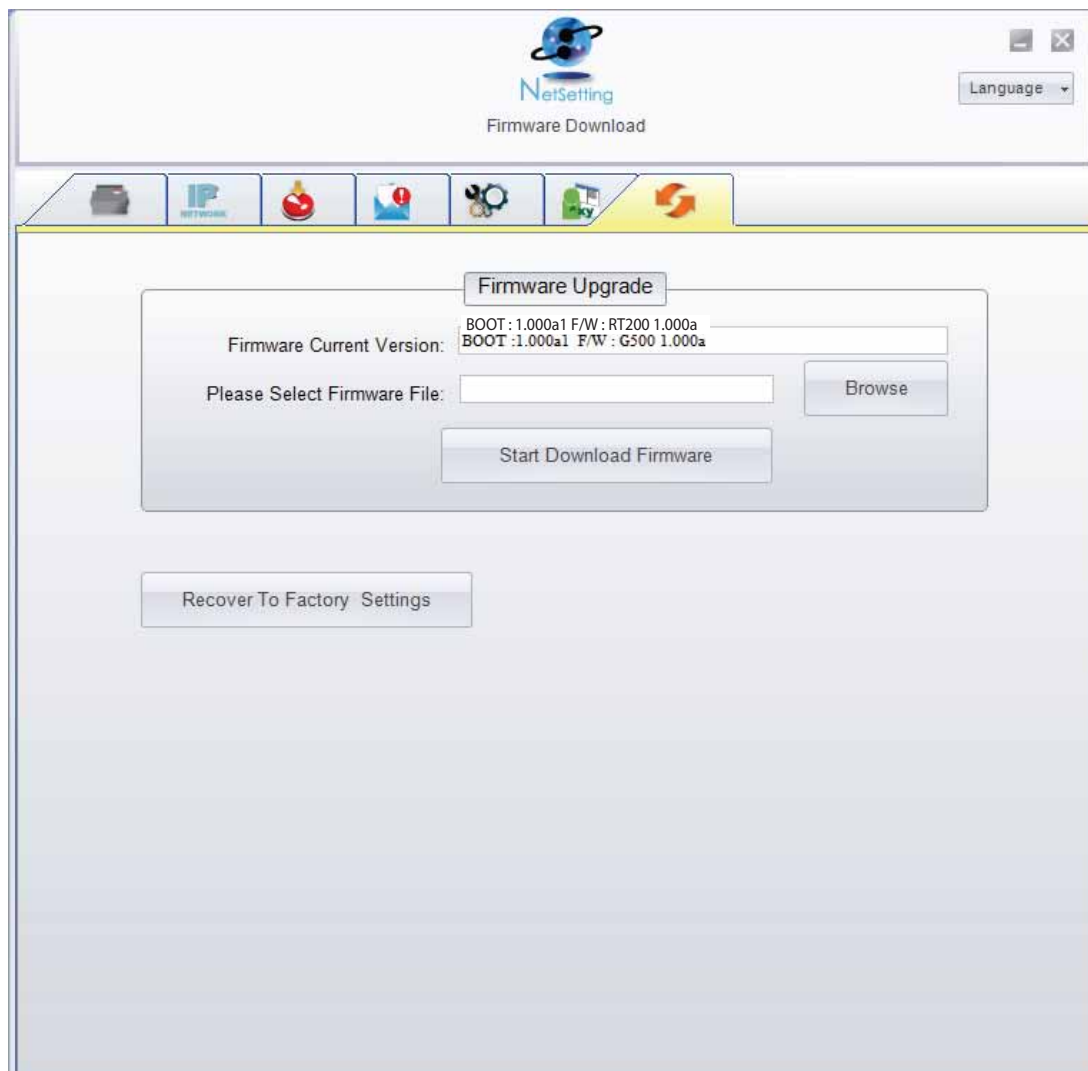 NetSetting
Language
Firmware Download
IP
NETWORK
Firmware Upgrade
BOOT : 1.000a1 F/W : RT200 1.000a
Firmware Current Version: BOOT :1.000a1 F/W : G500 1.000a
Please Select Firmware File: Browse
Start Download Firmware
Recover To Factory Settings